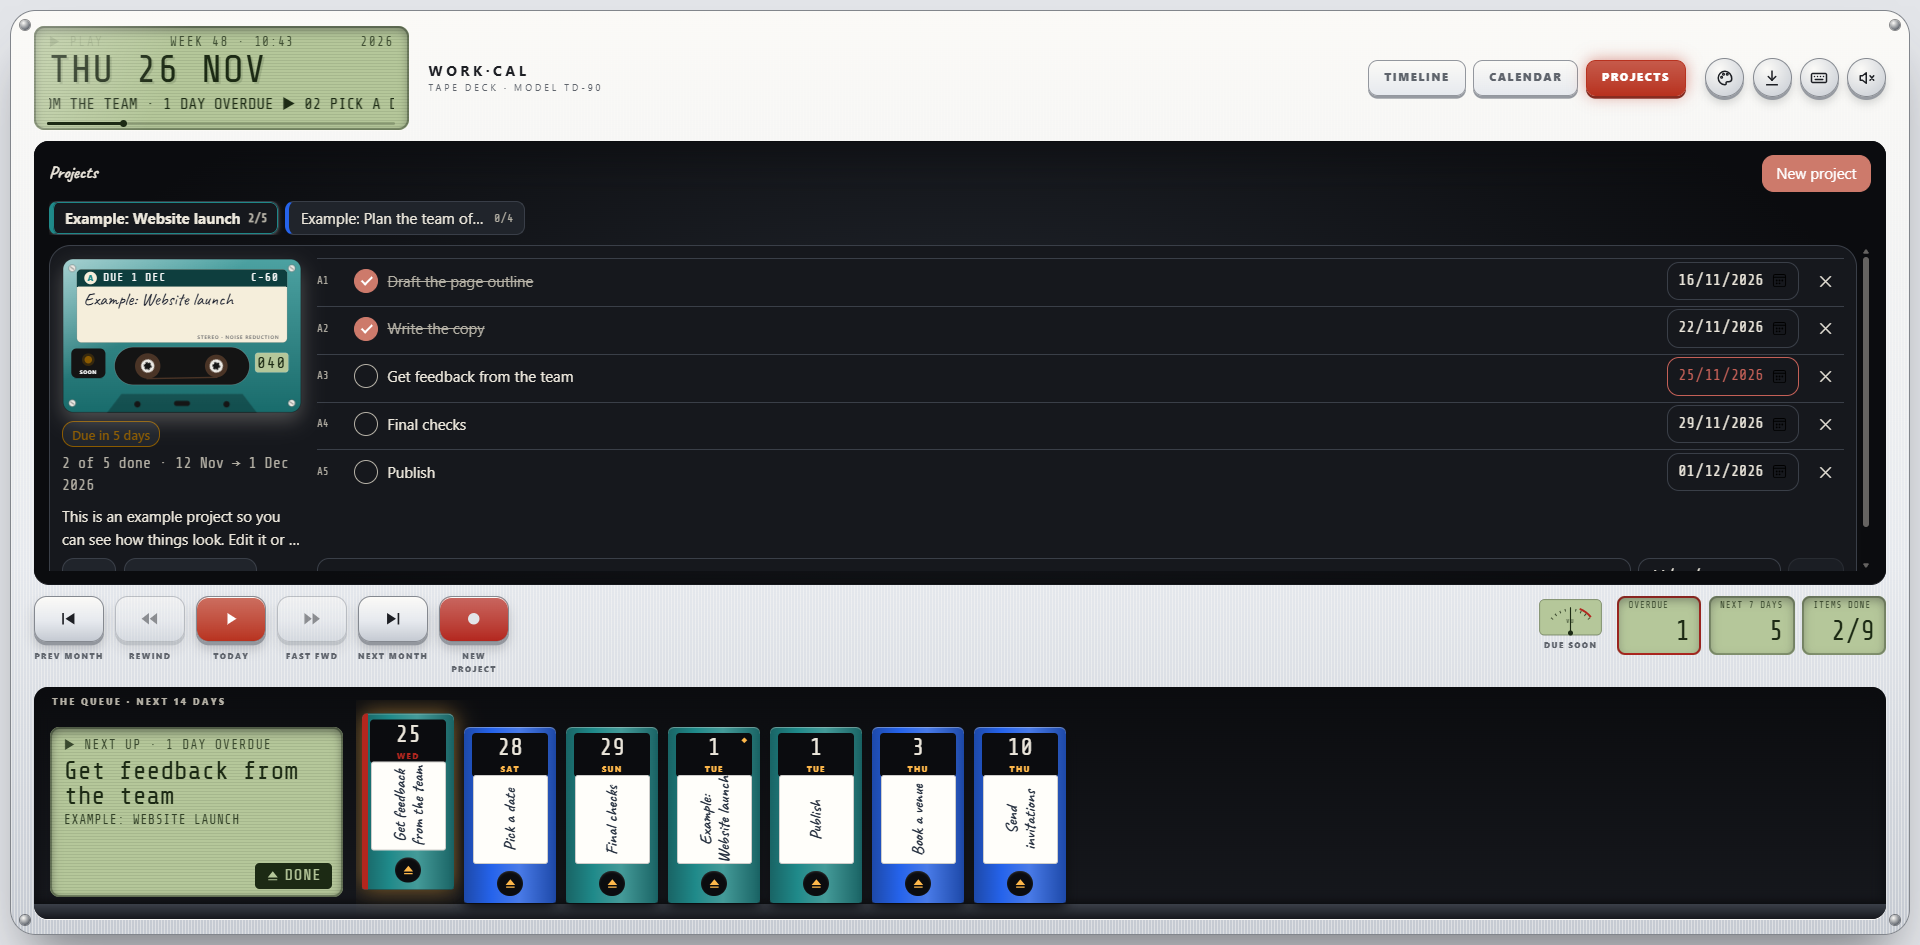 ▶ PLAY WEEK 48 · 10:43 2026
THU 26 NOV
OM THE TEAM · 1 DAY OVERDUE ▶ 02 PICK A D
WORK·CAL
TAPE DECK · MODEL TD-90
TIMELINE
CALENDAR
PROJECTS
Projects
New project
Example: Website launch 2/5
Example: Plan the team of... 0/4
A DUE 1 DEC C-60
Example: Website launch
STEREO · NOISE REDUCTION
SOON
040
Due in 5 days
2 of 5 done · 12 Nov → 1 Dec
2026
This is an example project so you
can see how things look. Edit it or ...
A1 Draft the page outline 16/11/2026
A2 Write the copy 22/11/2026
A3 Get feedback from the team 25/11/2026
A4 Final checks 29/11/2026
A5 Publish 01/12/2026
PREV MONTH
REWIND
TODAY
FAST FWD
NEXT MONTH
NEW
PROJECT
VU
DUE SOON
OVERDUE
1
NEXT 7 DAYS
5
ITEMS DONE
2/9
THE QUEUE · NEXT 14 DAYS
▶ NEXT UP · 1 DAY OVERDUE
Get feedback from
the team
EXAMPLE: WEBSITE LAUNCH
DONE
25
WED
Get feedback
from the team
28
SAT
Pick a date
29
SUN
Final checks
1
TUE
Example:
Website launch
1
TUE
Publish
3
THU
Book a venue
10
THU
Send
invitations